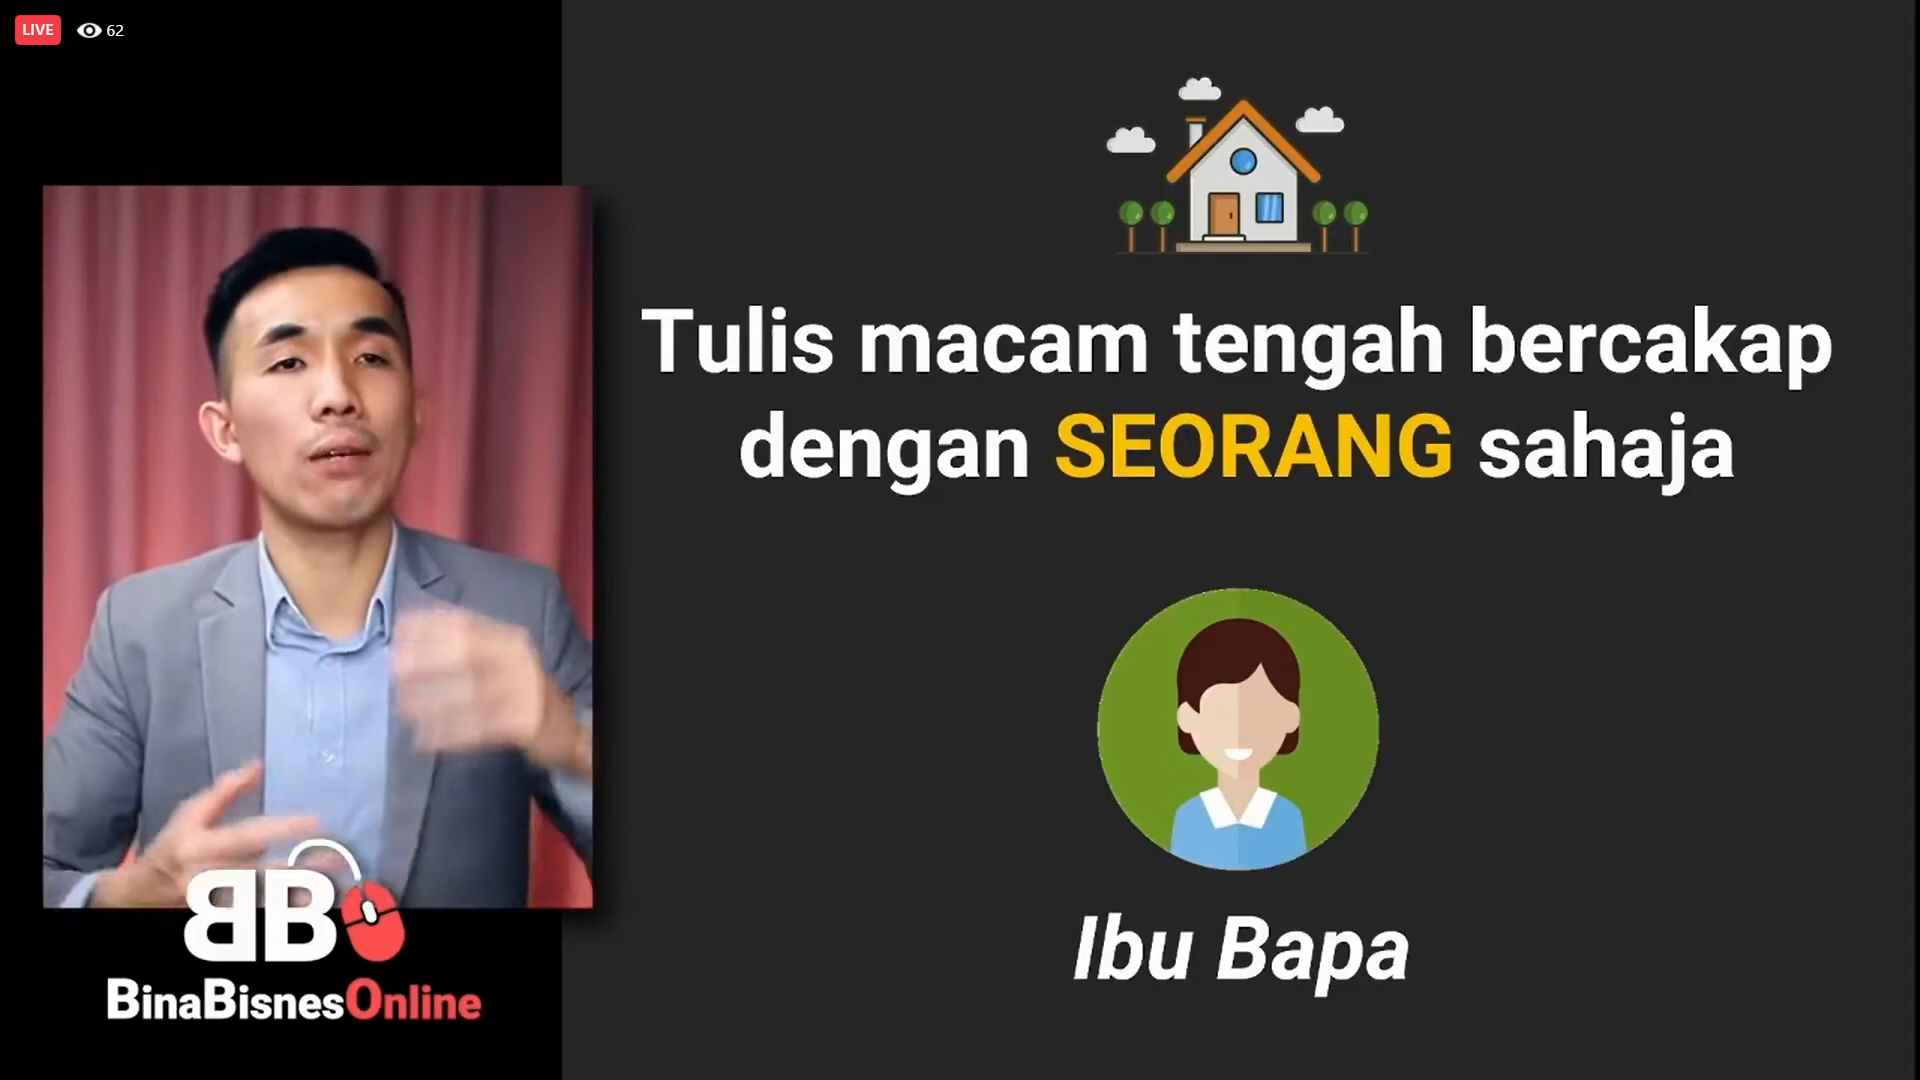 LIVE 62
Tulis macam tengah bercakap
dengan SEORANG sahaja
Ibu Bapa
BB
BinaBisnesOnline